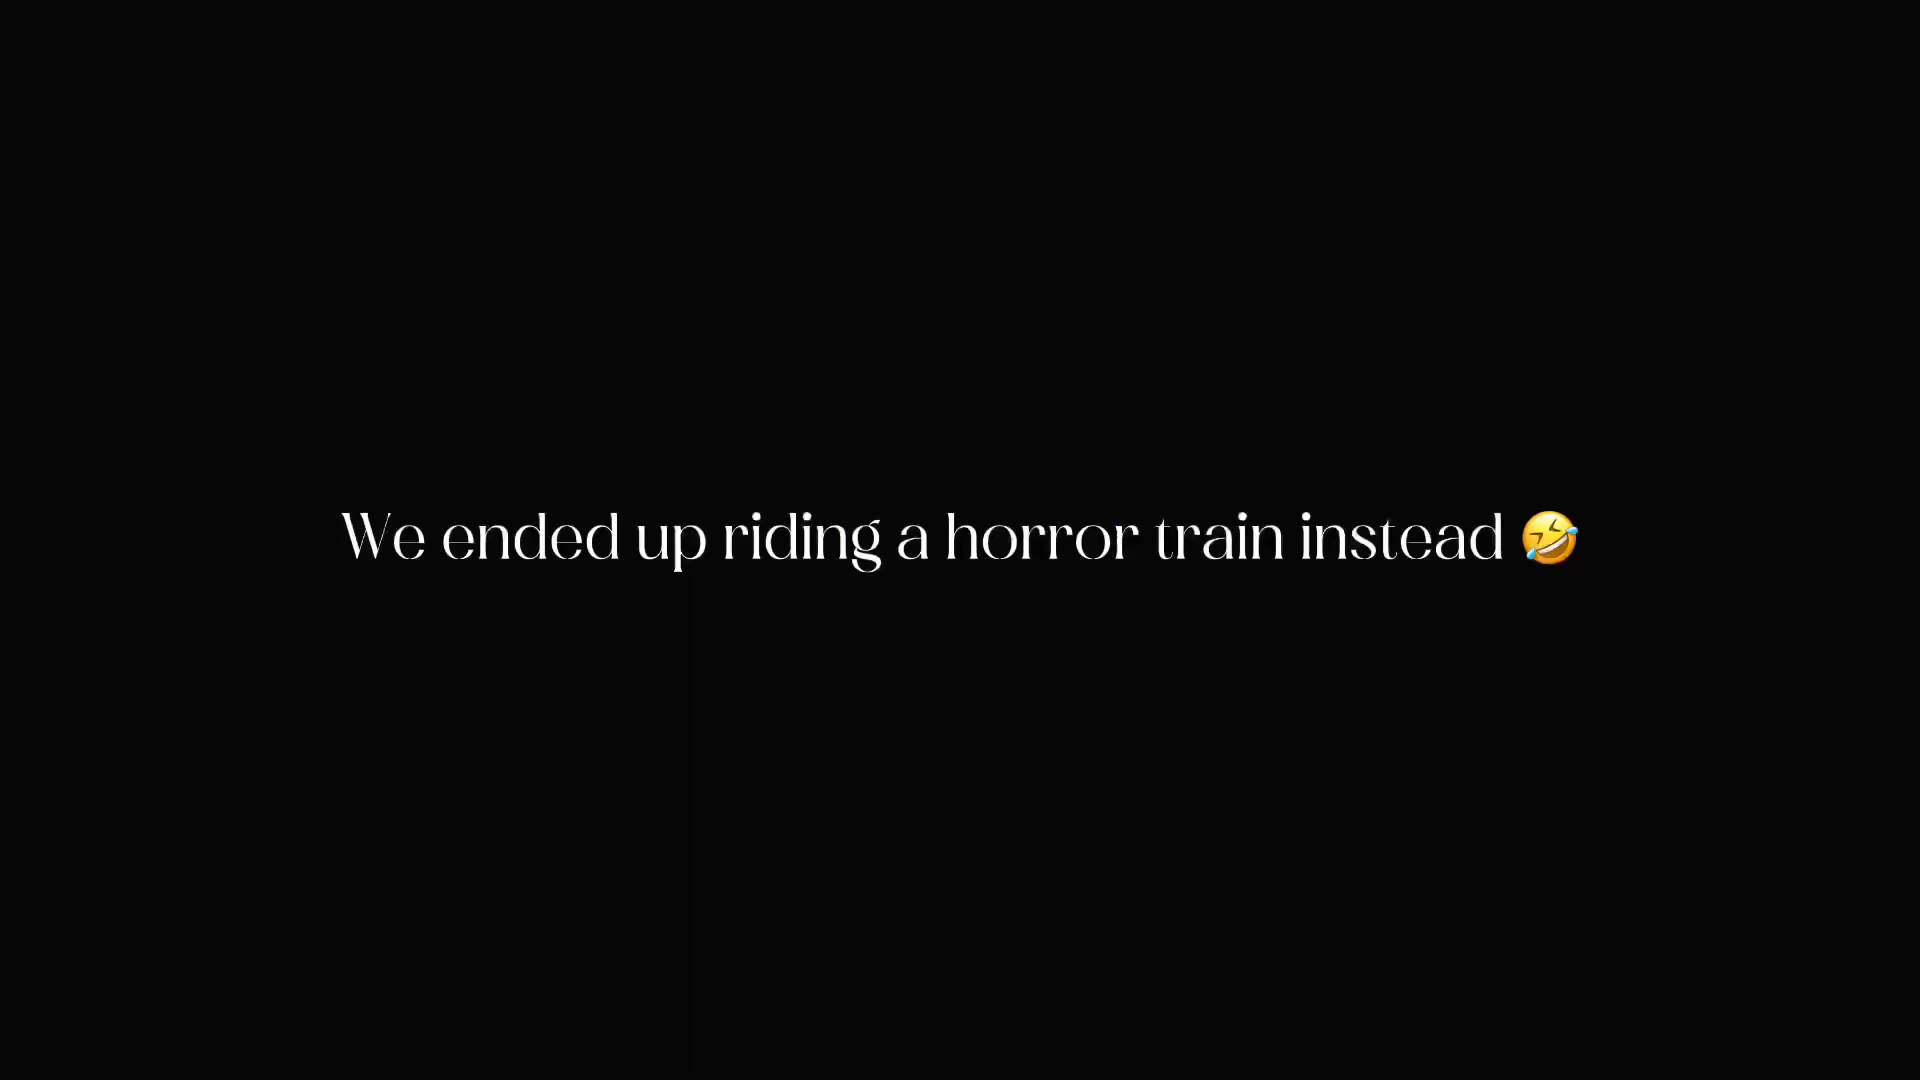 We ended up riding a horror train instead 🤣